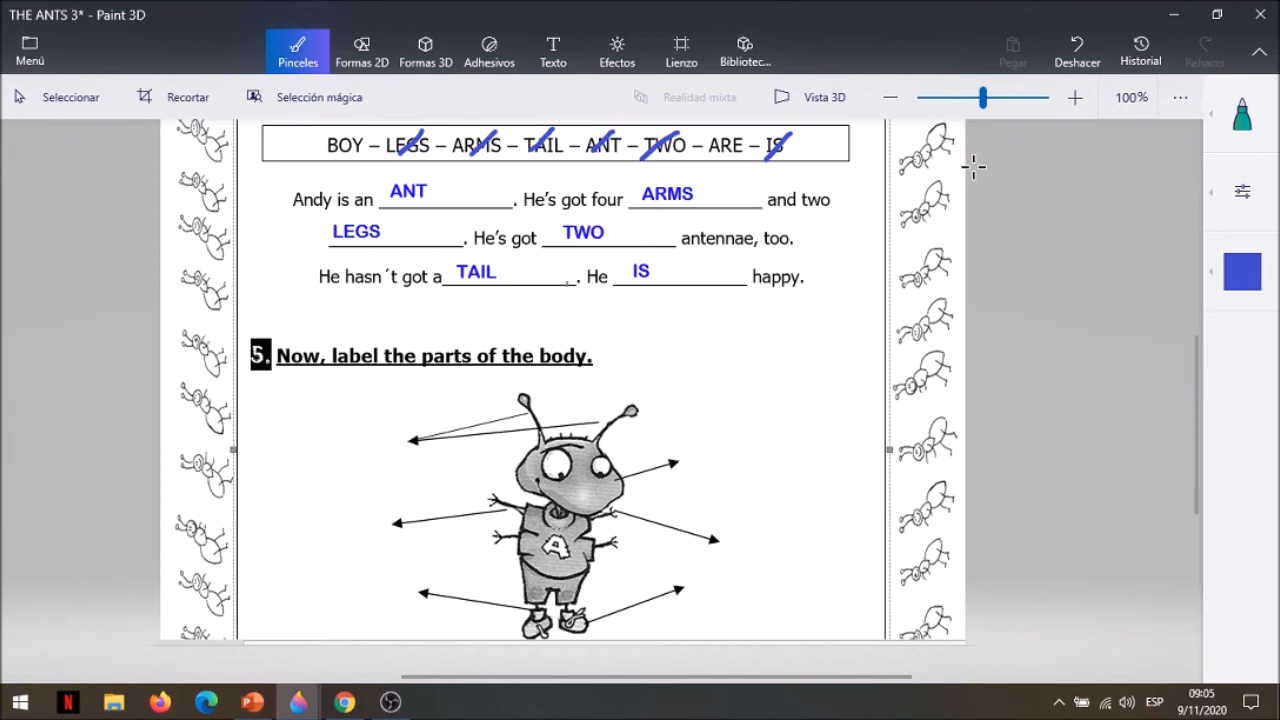 THE ANTS 3* - Paint 3D
Menú
Pinceles
Formas 2D
Formas 3D
Adhesivos
Texto
Efectos
Lienzo
Bibliotec...
Pegar
Deshacer
Historial
Rehacer
Seleccionar
Recortar
Selección mágica
Realidad mixta
Vista 3D
100%
BOY – LEGS – ARMS – TAIL – ANT – TWO – ARE – IS
Andy is an ANT. He's got four ARMS and two
LEGS. He's got TWO antennae, too.
He hasn´t got a TAIL. He IS happy.
5. Now, label the parts of the body.
A
N
ESP
09:05
9/11/2020